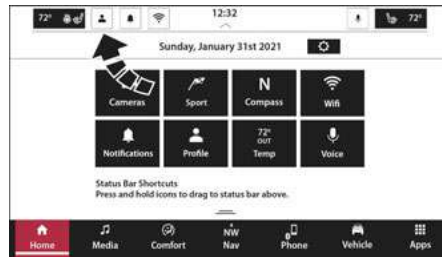 72° 12:32 72°
Sunday, January 31st 2021
Cameras Sport N Compass Wifi
Notifications Profile 72° OUT Temp Voice
Status Bar Shortcuts
Press and hold icons to drag to status bar above.
NW
Home Media Comfort Nav Phone Vehicle Apps